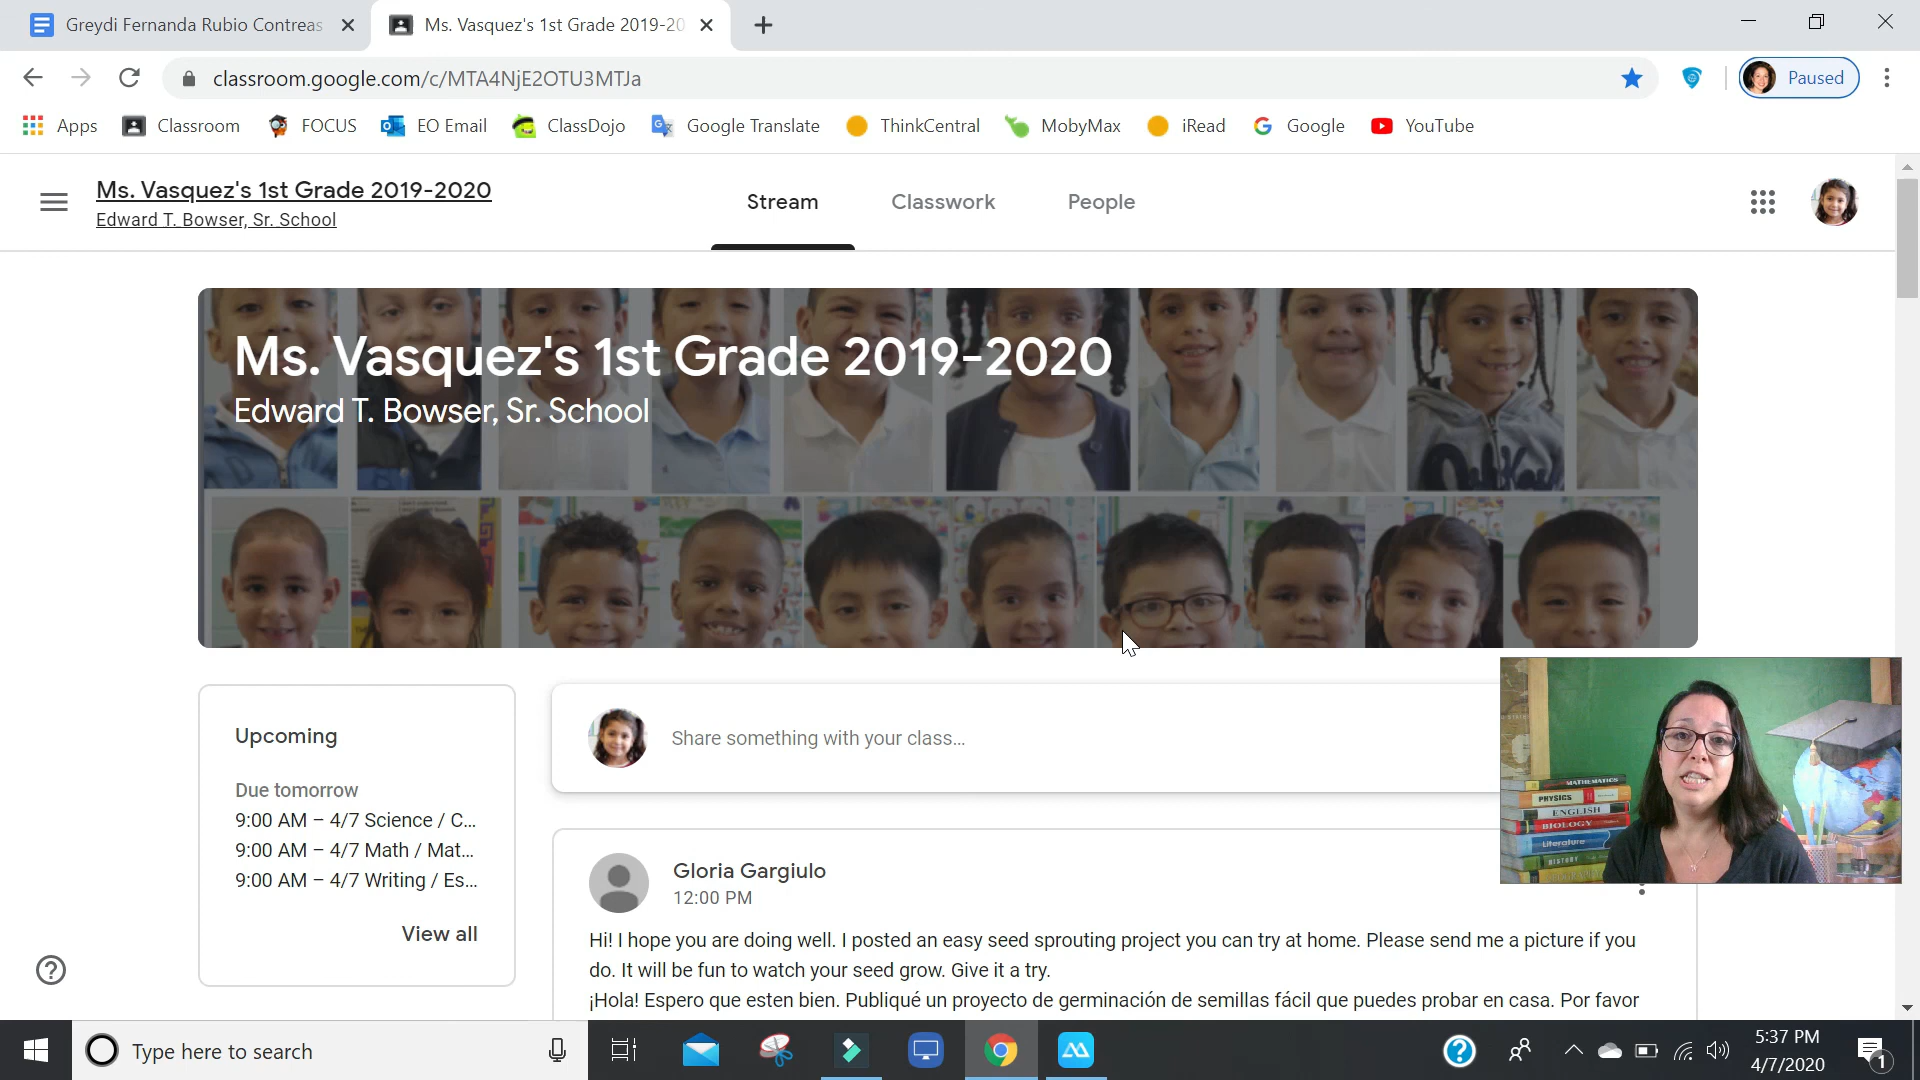 Greydi Fernanda Rubio Contreas
Ms. Vasquez's 1st Grade 2019-20
classroom.google.com/c/MTA4NjE2OTU3MTJa
Paused
Apps
Classroom
FOCUS
EO Email
ClassDojo
Google Translate
ThinkCentral
MobyMax
iRead
Google
YouTube
Ms. Vasquez's 1st Grade 2019-2020
Edward T. Bowser, Sr. School
Stream
Classwork
People
Ms. Vasquez's 1st Grade 2019-2020
Edward T. Bowser, Sr. School
Upcoming
Due tomorrow
9:00 AM – 4/7 Science / C...
9:00 AM – 4/7 Math / Mat...
9:00 AM – 4/7 Writing / Es...
View all
Share something with your class...
Gloria Gargiulo
12:00 PM
Hi! I hope you are doing well. I posted an easy seed sprouting project you can try at home. Please send me a picture if you
do. It will be fun to watch your seed grow. Give it a try.
¡Hola! Espero que esten bien. Publiqué un proyecto de germinación de semillas fácil que puedes probar en casa. Por favor
MATHEMATICS
PHYSICS
ENGLISH
BIOLOGY
Literature
HISTORY
Type here to search
5:37 PM
4/7/2020
1